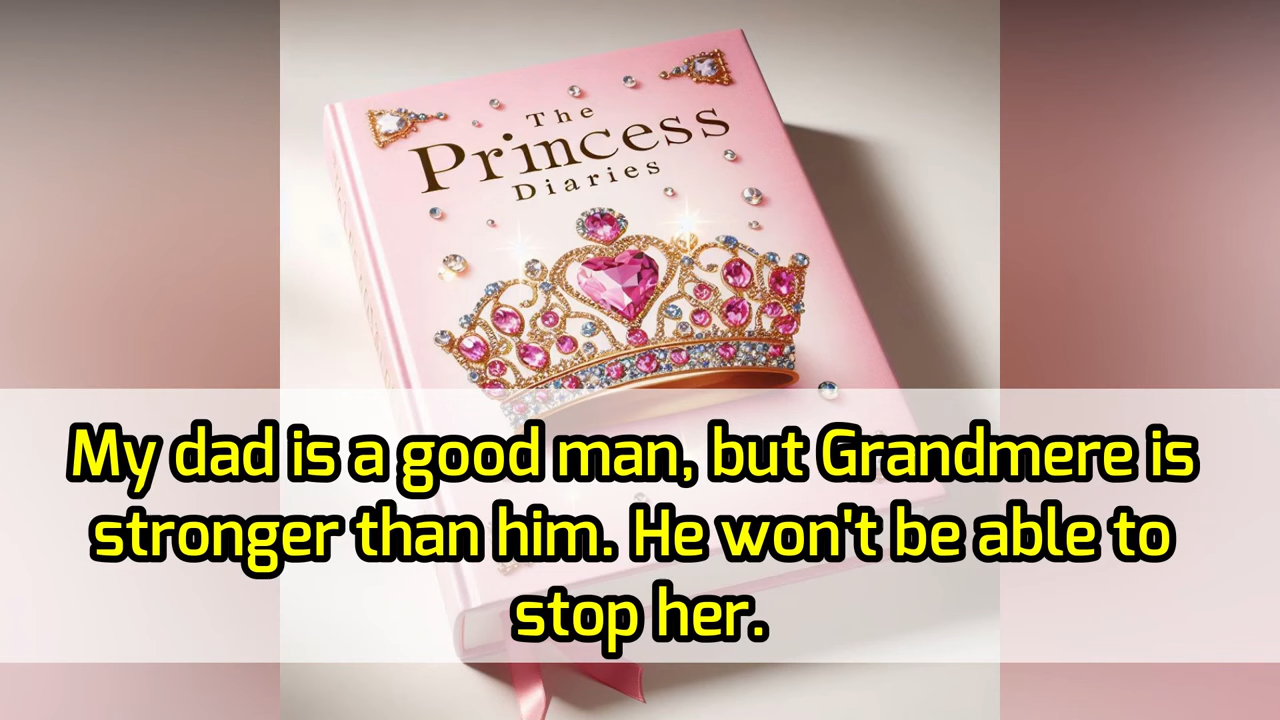 The
Princess
Diaries
My dad is a good man, but Grandmere is
stronger than him. He won't be able to
stop her.